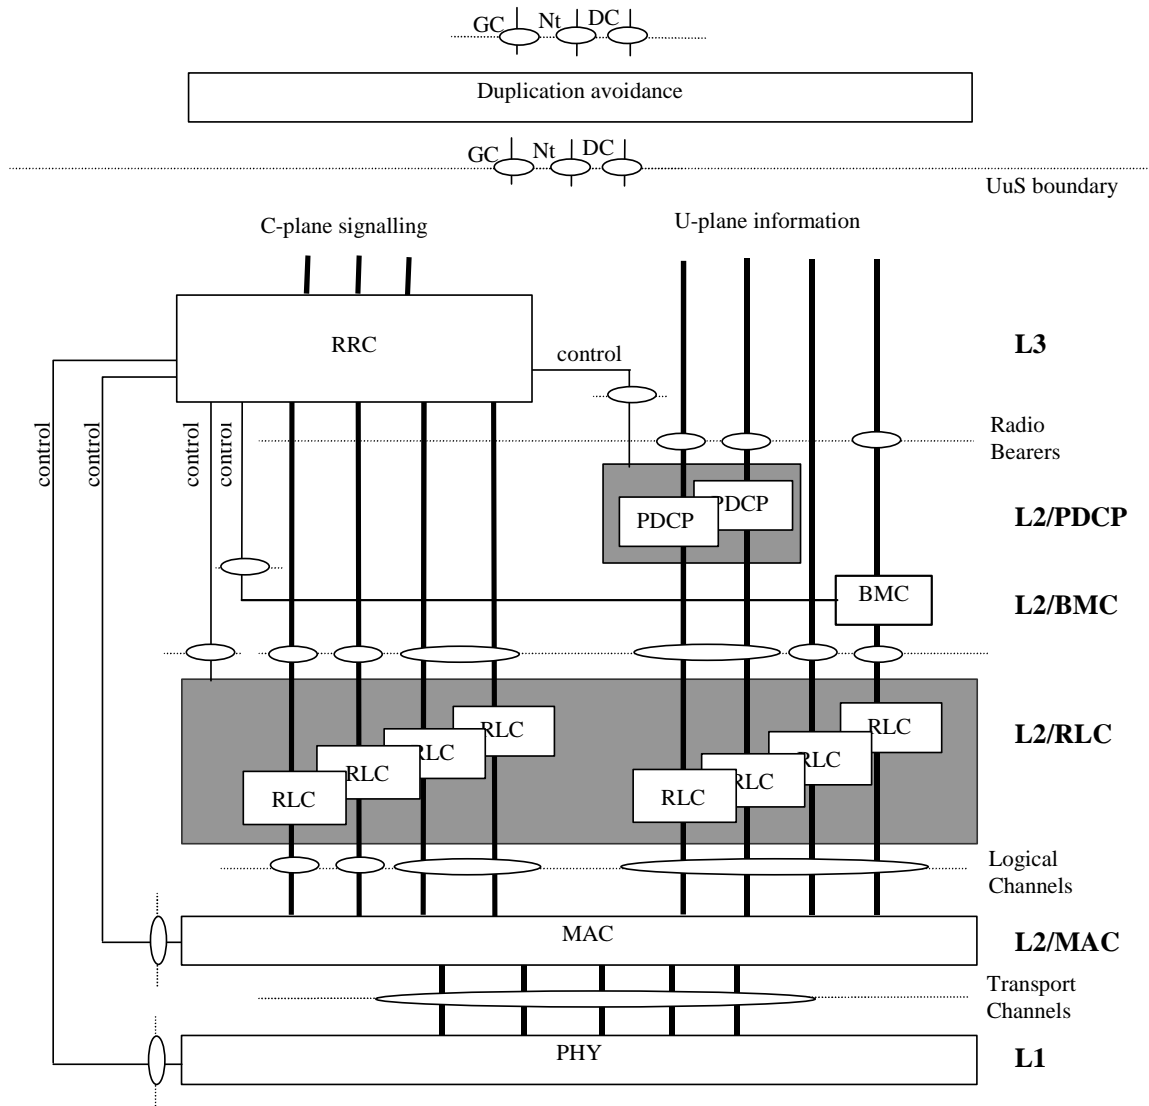 GC Nt DC
Duplication avoidance
GC Nt DC
UuS boundary
C-plane signalling
U-plane information
RRC
L3
control
control
control
control
control
Radio
Bearers
PDCP
PDCP
L2/PDCP
BMC
L2/BMC
RLC
RLC
RLC
RLC
RLC
RLC
RLC
RLC
L2/RLC
Logical
Channels
MAC
L2/MAC
Transport
Channels
PHY
L1